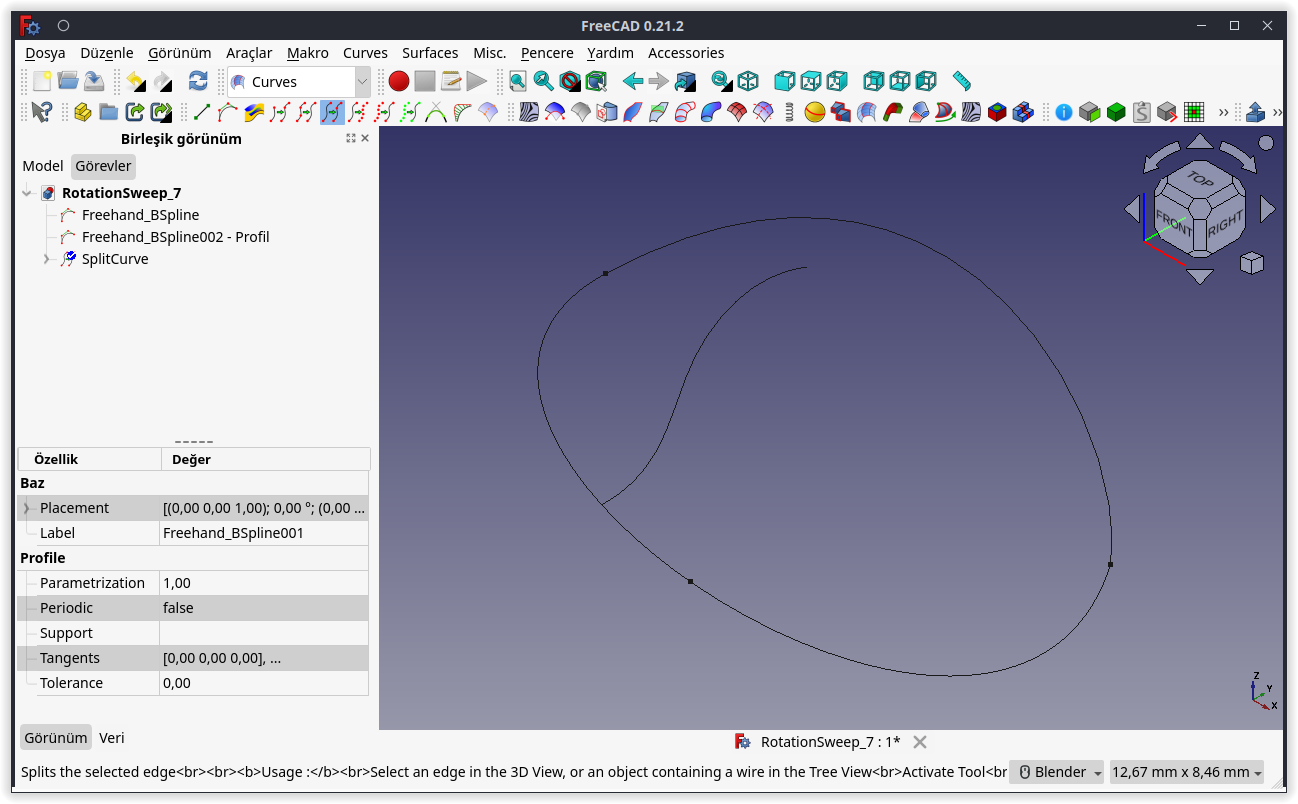 FreeCAD 0.21.2
Dosya Düzenle Görünüm Araçlar Makro Curves Surfaces Misc. Pencere Yardım Accessories
Curves
Birleşik görünüm
Model Görevler
RotationSweep_7
Freehand_BSpline
Freehand_BSpline002 - Profil
SplitCurve
TOP
FRONT RIGHT
Özellik Değer
Baz
Placement [(0,00 0,00 1,00); 0,00 °; (0,00 ...
Label Freehand_BSpline001
Profile
Parametrization 1,00
Periodic false
Support
Tangents [0,00 0,00 0,00], ...
Tolerance 0,00
Z
Y
X
Görünüm Veri
RotationSweep_7 : 1*
Splits the selected edge<br><br><b>Usage :</b><br>Select an edge in the 3D View, or an object containing a wire in the Tree View<br>Activate Tool<br Blender 12,67 mm x 8,46 mm